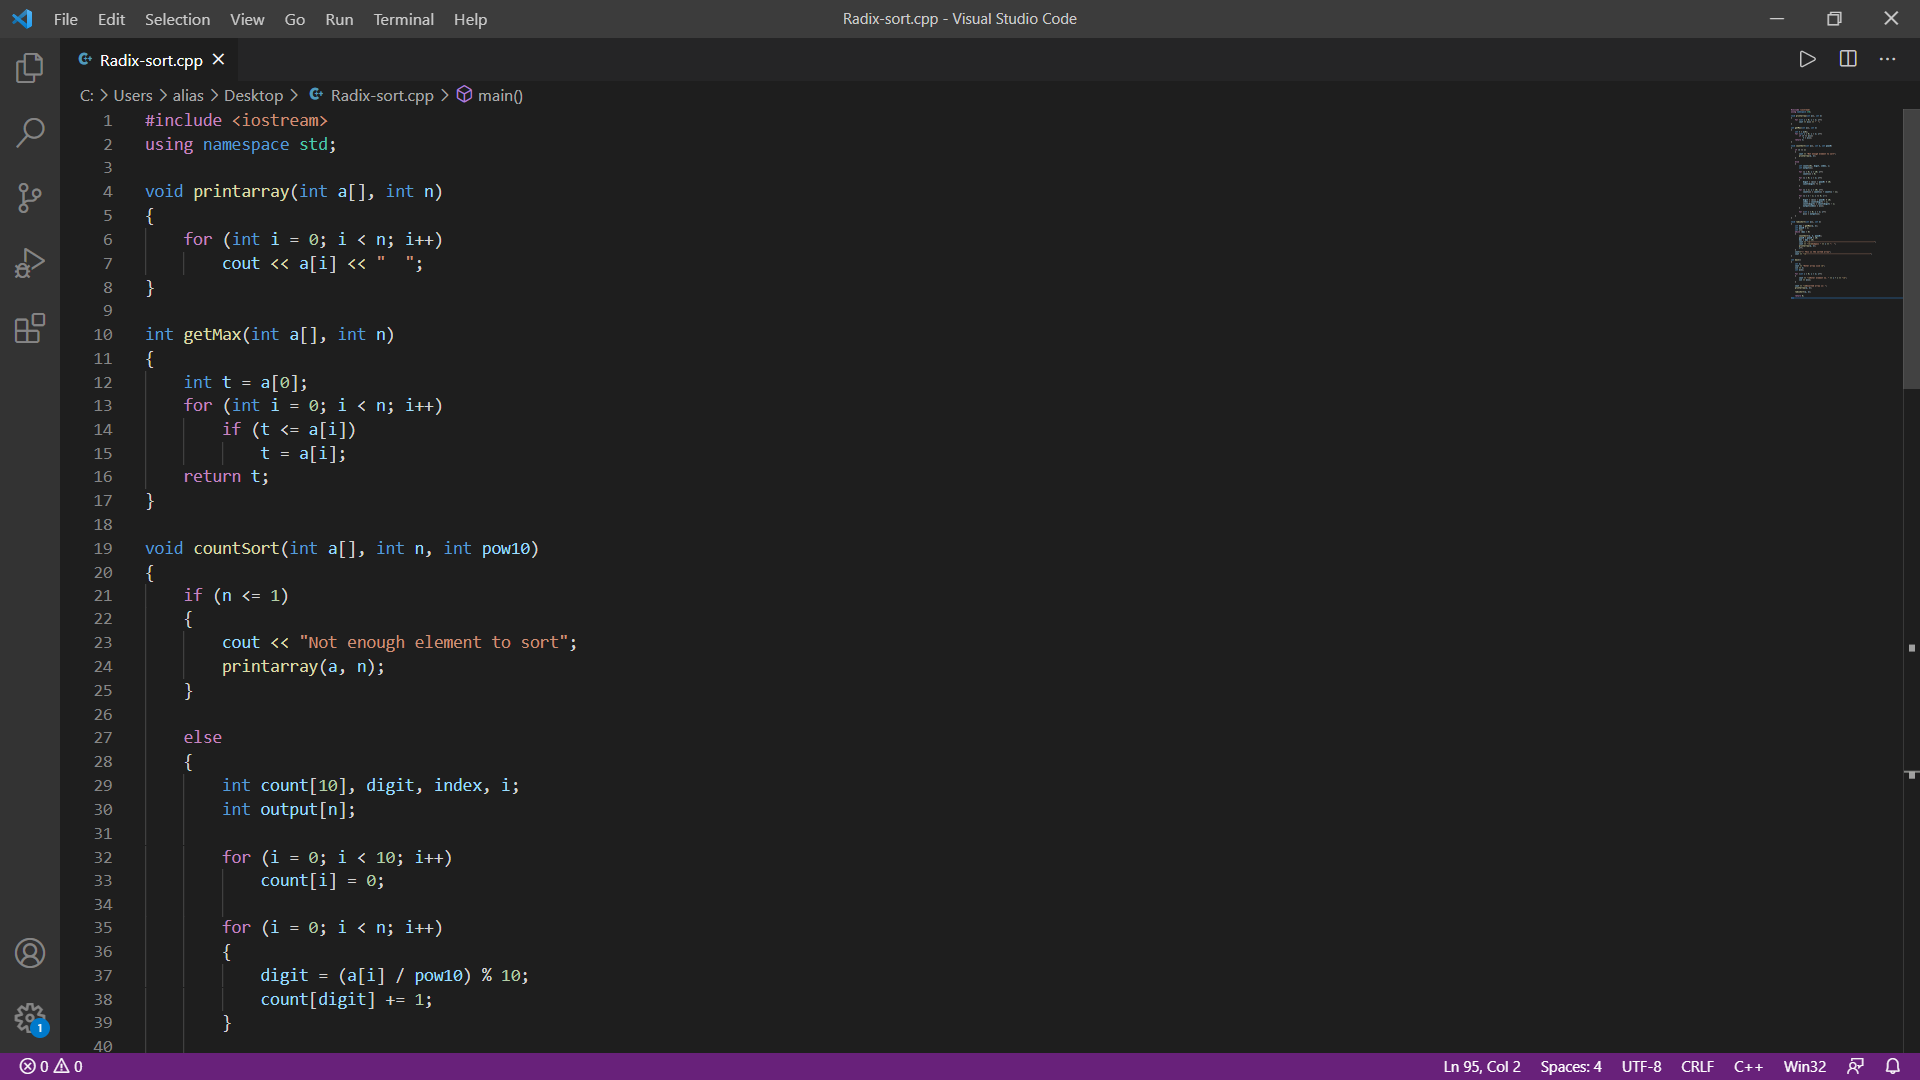 File Edit Selection View Go Run Terminal Help Radix-sort.cpp - Visual Studio Code
Radix-sort.cpp
C: > Users > alias > Desktop > Radix-sort.cpp > main()
1 #include <iostream>
2 using namespace std;
3
4 void printarray(int a[], int n)
5 {
6     for (int i = 0; i < n; i++)
7         cout << a[i] << "  ";
8 }
9
10 int getMax(int a[], int n)
11 {
12     int t = a[0];
13     for (int i = 0; i < n; i++)
14         if (t <= a[i])
15             t = a[i];
16     return t;
17 }
18
19 void countSort(int a[], int n, int pow10)
20 {
21     if (n <= 1)
22     {
23         cout << "Not enough element to sort";
24         printarray(a, n);
25     }
26
27     else
28     {
29         int count[10], digit, index, i;
30         int output[n];
31
32         for (i = 0; i < 10; i++)
33             count[i] = 0;
34
35         for (i = 0; i < n; i++)
36         {
37             digit = (a[i] / pow10) % 10;
38             count[digit] += 1;
39         }
40
1
0 0 Ln 95, Col 2 Spaces: 4 UTF-8 CRLF C++ Win32